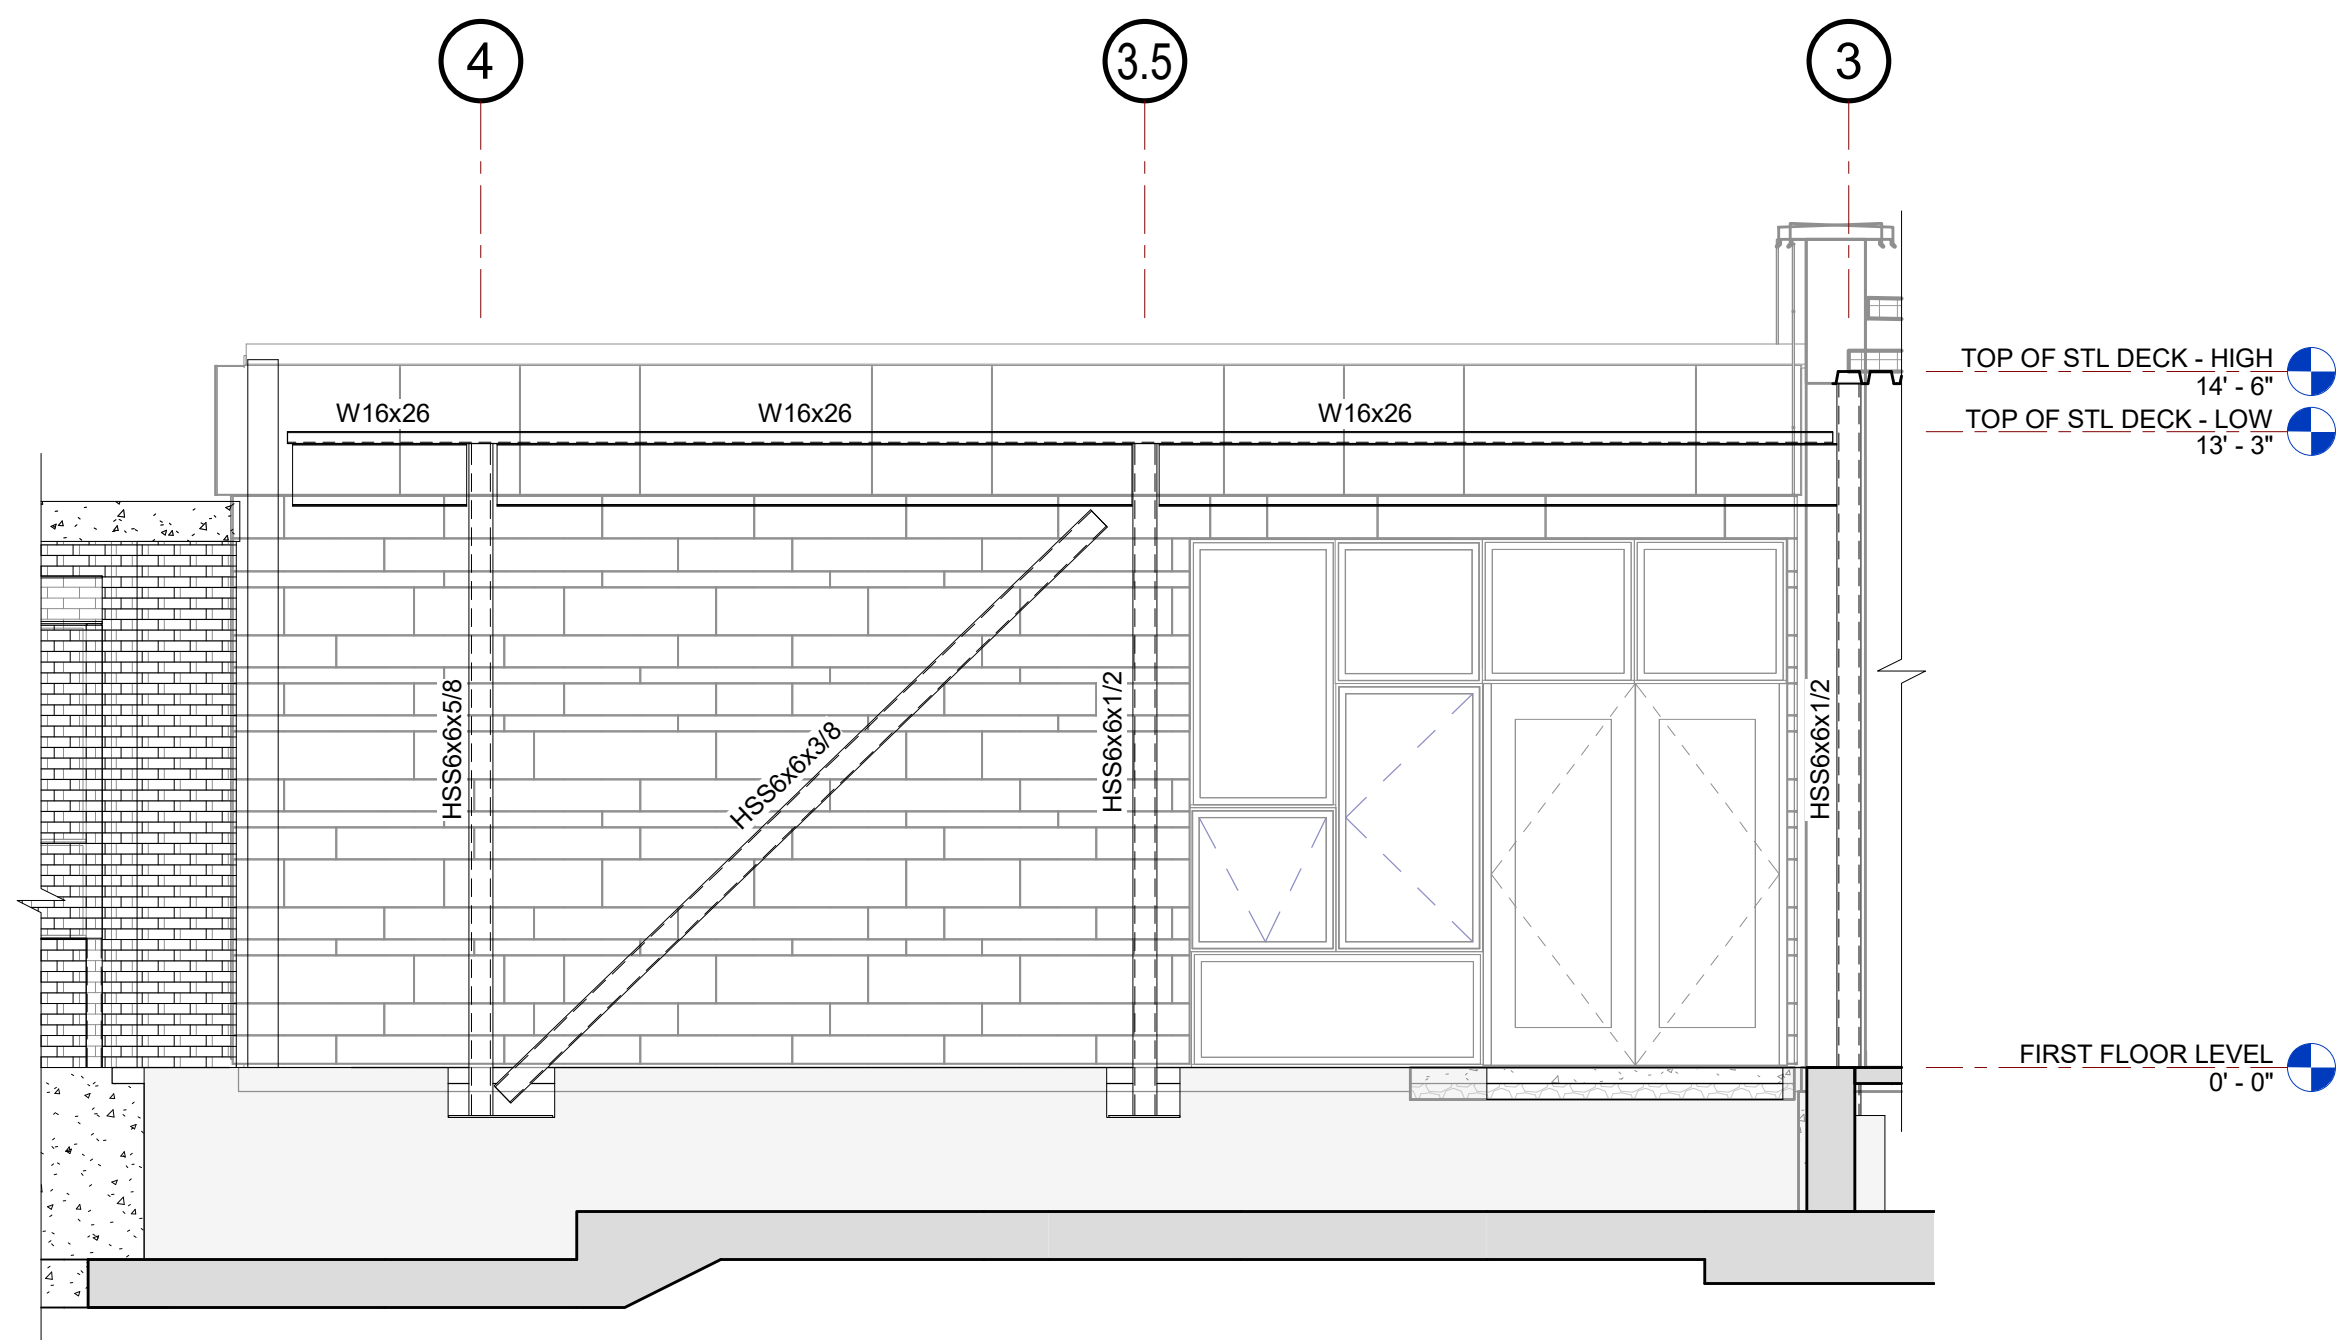 4
3.5
3
TOP OF STL DECK - HIGH
14' - 6"
TOP OF STL DECK - LOW
13' - 3"
W16x26
W16x26
W16x26
HSS6x6x5/8
HSS6x6x3/8
HSS6x6x1/2
HSS6x6x1/2
FIRST FLOOR LEVEL
0' - 0"